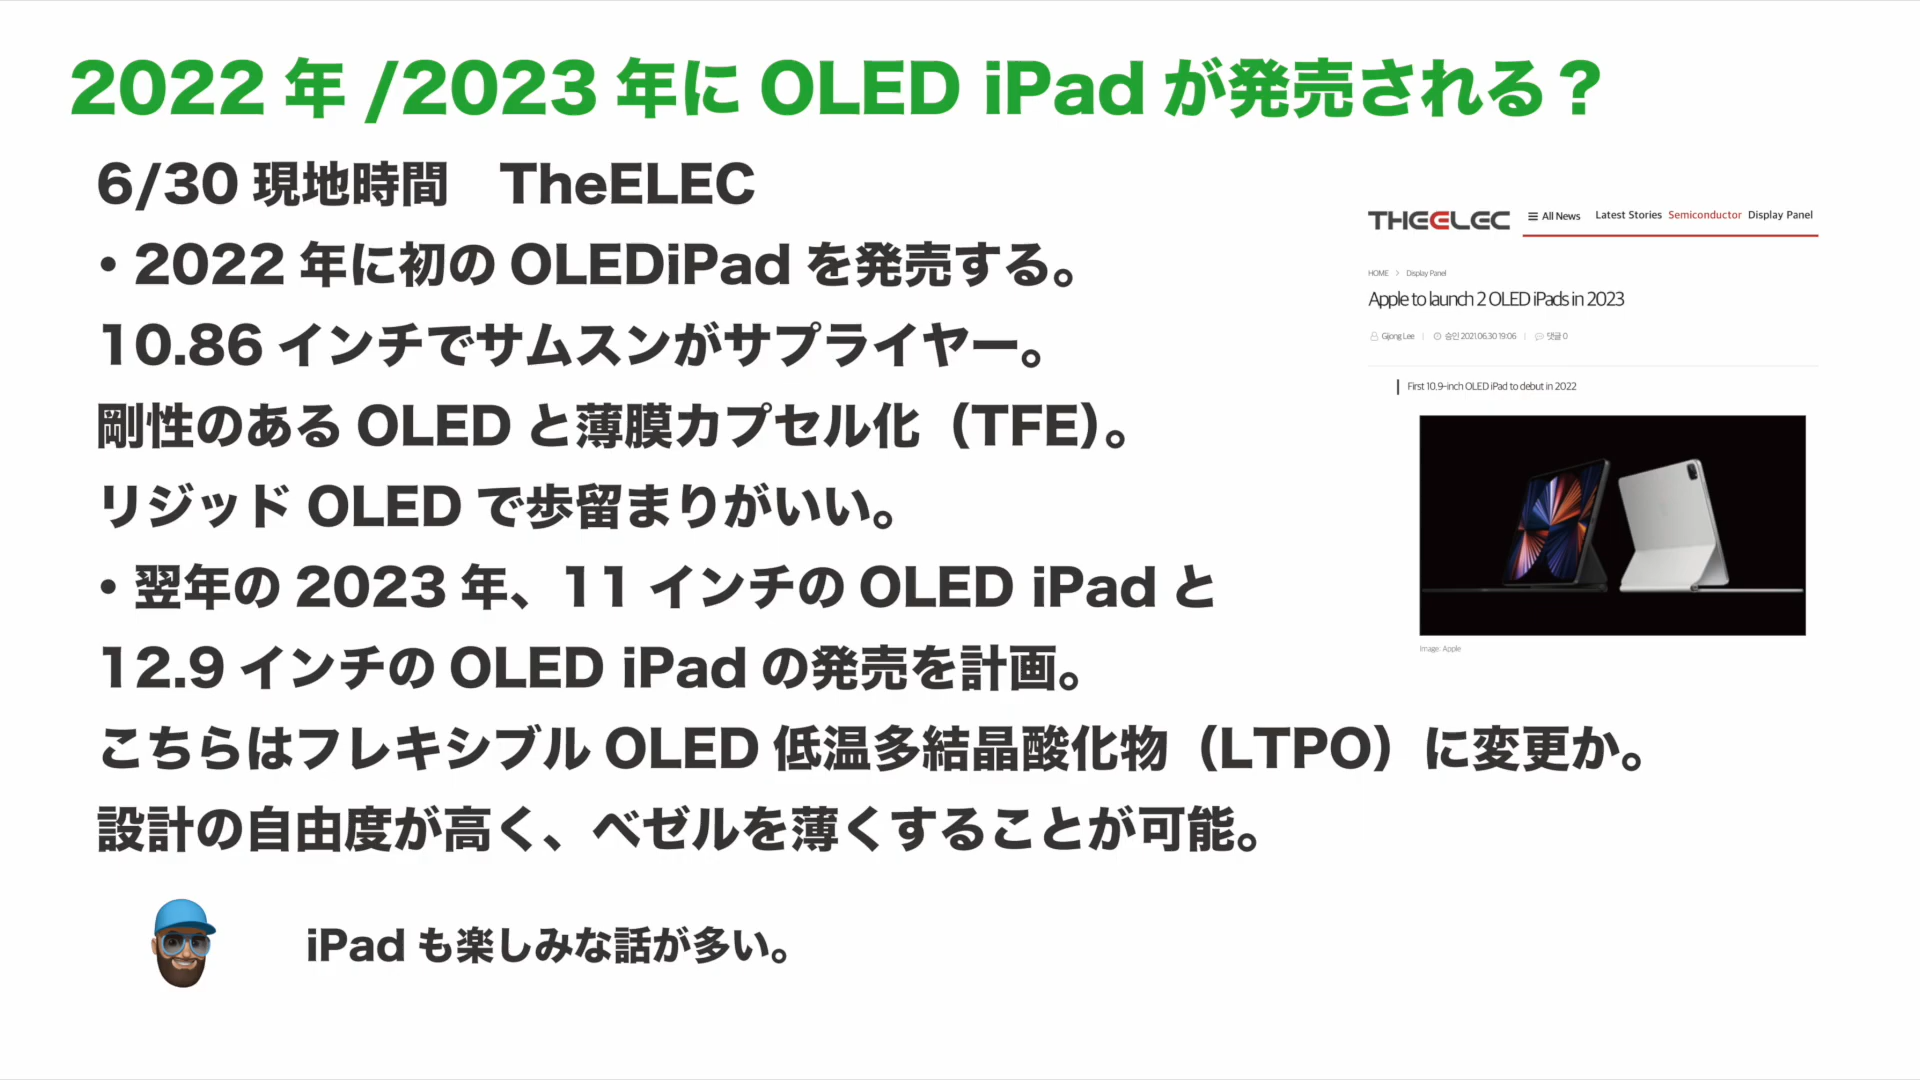 2022年/2023年にOLED iPadが発売される？
6/30 現地時間　TheELEC
・2022年に初のOLEDiPadを発売する。
10.86インチでサムスンがサプライヤー。
剛性のあるOLEDと薄膜カプセル化（TFE）。
リジッドOLEDで歩留まりがいい。
・翌年の2023年、11インチのOLED iPadと
12.9インチのOLED iPadの発売を計画。
こちらはフレキシブルOLED低温多結晶酸化物（LTPO）に変更か。
設計の自由度が高く、ベゼルを薄くすることが可能。
iPadも楽しみな話が多い。
THEELEC
All News Latest Stories Semiconductor Display Panel
HOME > Display Panel
Apple to launch 2 OLED iPads in 2023
Gijong Lee | 승인 2021.06.30 19:06 | 댓글 0
First 10.9-inch OLED iPad to debut in 2022
Image: Apple